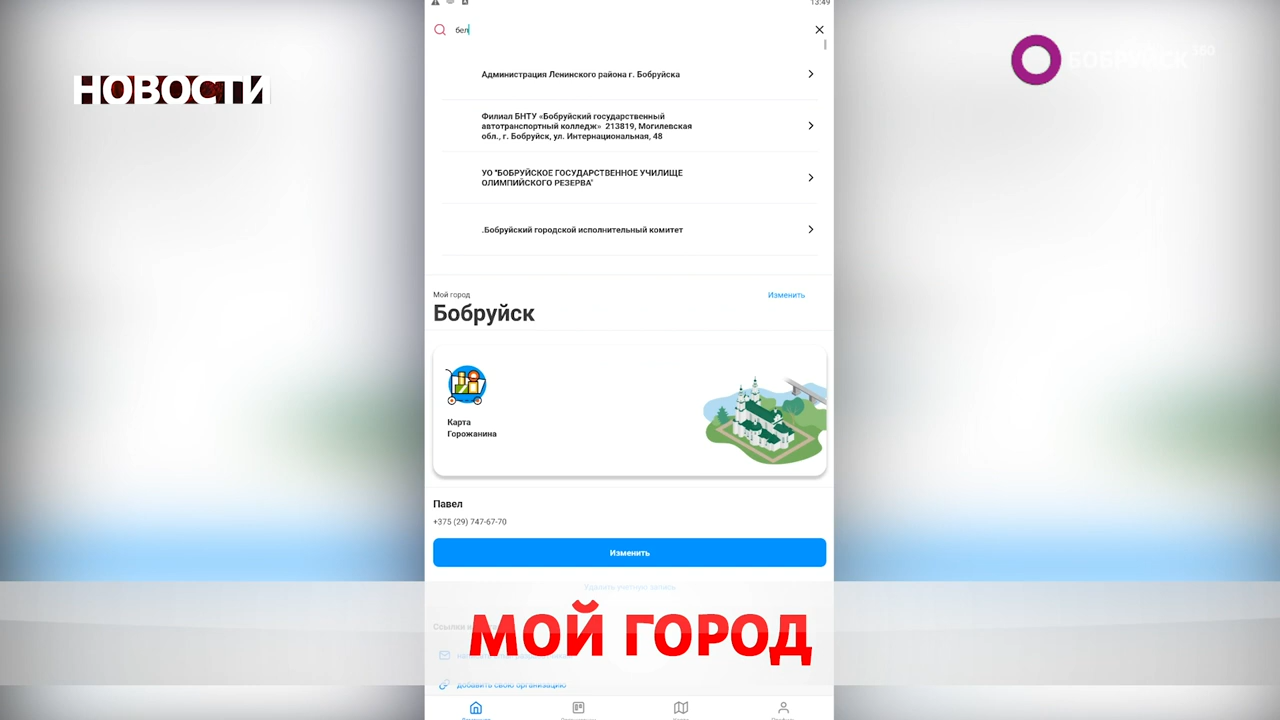 13:49
НОВОСТИ
БОБРУЙСК 360
бел
Администрация Ленинского района г. Бобруйска
Филиал БНТУ «Бобруйский государственный
автотранспортный колледж» 213819, Могилевская
обл., г. Бобруйск, ул. Интернациональная, 48
УО "БОБРУЙСКОЕ ГОСУДАРСТВЕННОЕ УЧИЛИЩЕ
ОЛИМПИЙСКОГО РЕЗЕРВА"
.Бобруйский городской исполнительный комитет
Мой город
Изменить
Бобруйск
Карта
Горожанина
Павел
+375 (29) 747-67-70
Изменить
Удалить учетную запись
Ссылки
МОЙ ГОРОД
добавить свою организацию